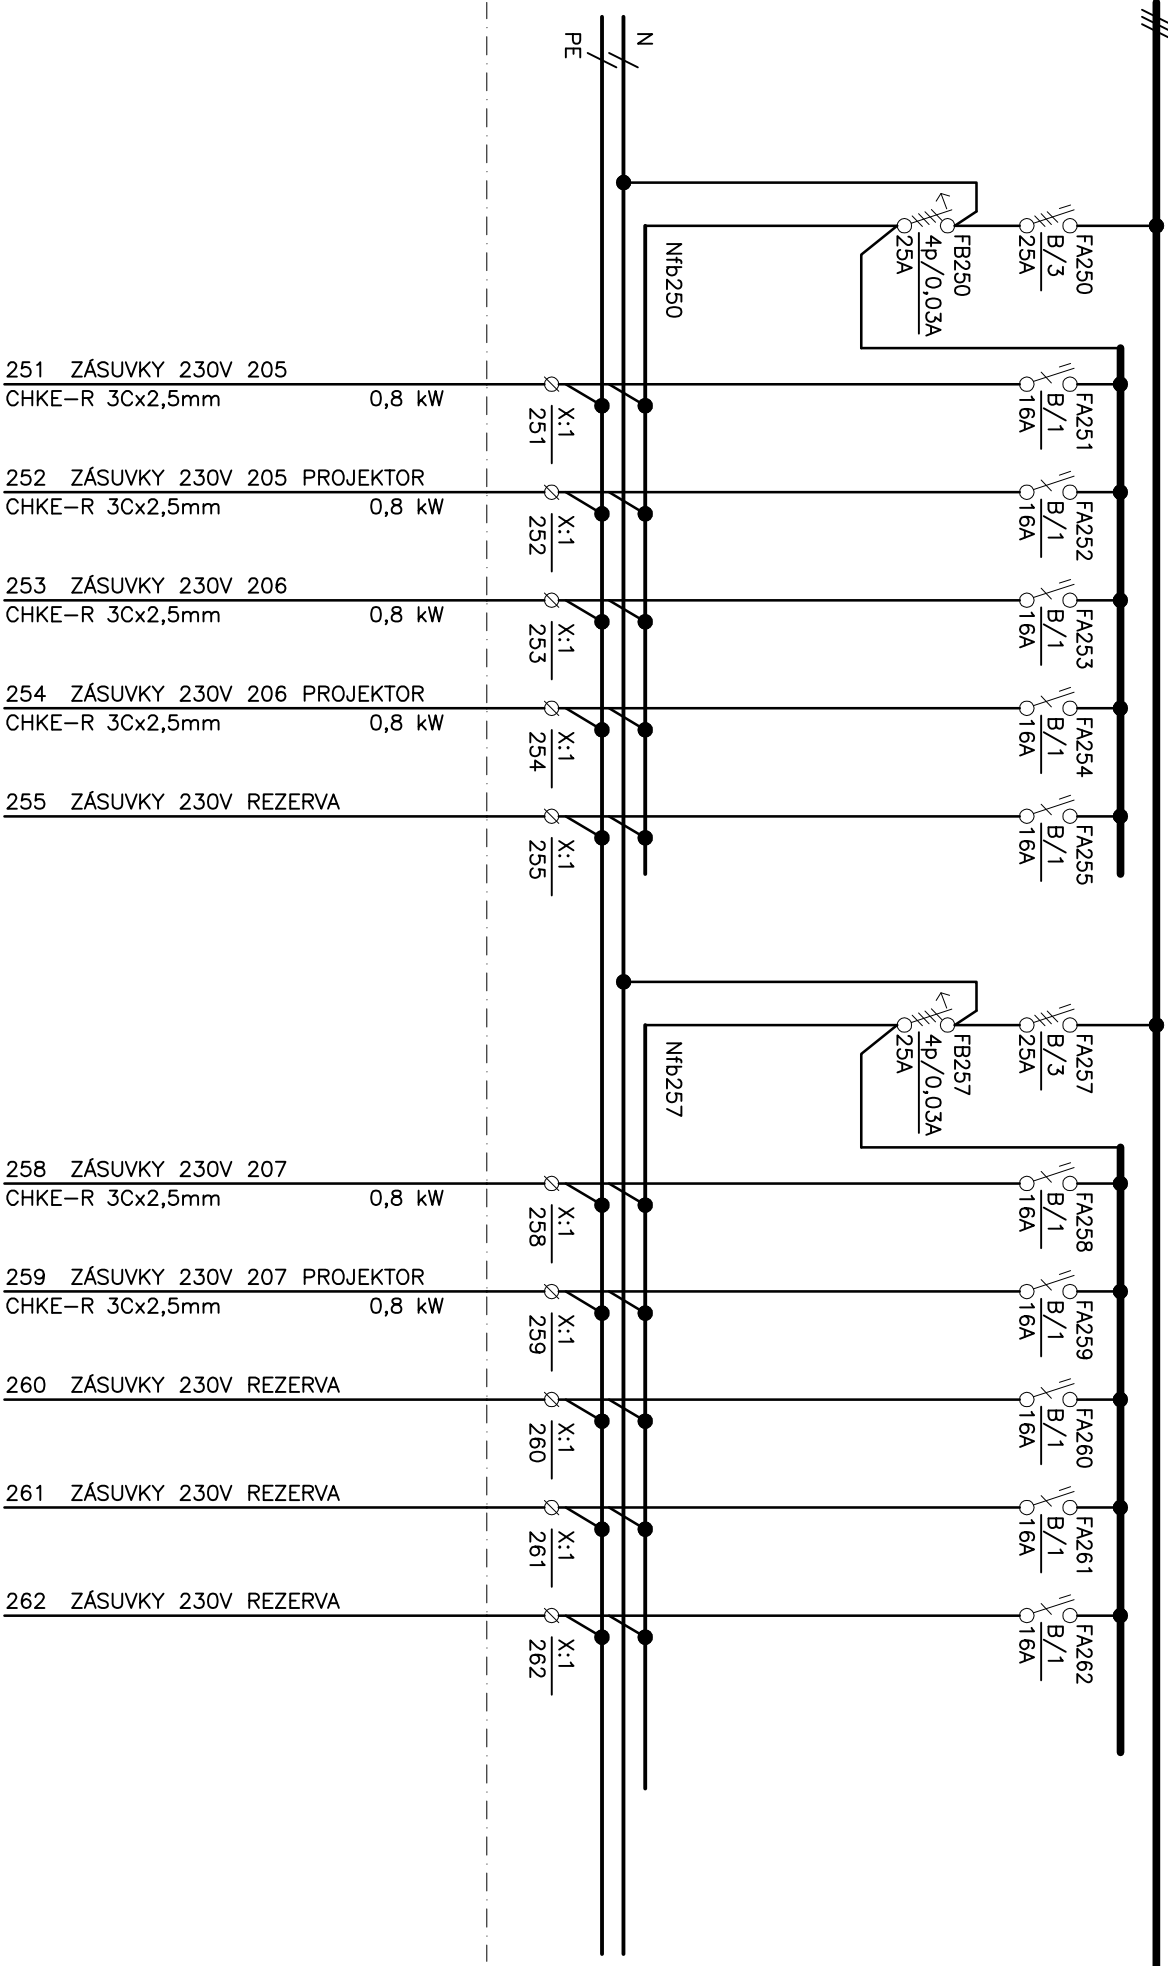 N
PE
FA250
B/3
25A
FB250
4p/0,03A
25A
Nfb250
251 ZÁSUVKY 230V 205
CHKE-R 3Cx2,5mm 0,8 kW
X:1
251
FA251
B/1
16A
252 ZÁSUVKY 230V 205 PROJEKTOR
CHKE-R 3Cx2,5mm 0,8 kW
X:1
252
FA252
B/1
16A
253 ZÁSUVKY 230V 206
CHKE-R 3Cx2,5mm 0,8 kW
X:1
253
FA253
B/1
16A
254 ZÁSUVKY 230V 206 PROJEKTOR
CHKE-R 3Cx2,5mm 0,8 kW
X:1
254
FA254
B/1
16A
255 ZÁSUVKY 230V REZERVA
X:1
255
FA255
B/1
16A
FA257
B/3
25A
FB257
4p/0,03A
25A
Nfb257
258 ZÁSUVKY 230V 207
CHKE-R 3Cx2,5mm 0,8 kW
X:1
258
FA258
B/1
16A
259 ZÁSUVKY 230V 207 PROJEKTOR
CHKE-R 3Cx2,5mm 0,8 kW
X:1
259
FA259
B/1
16A
260 ZÁSUVKY 230V REZERVA
X:1
260
FA260
B/1
16A
261 ZÁSUVKY 230V REZERVA
X:1
261
FA261
B/1
16A
262 ZÁSUVKY 230V REZERVA
X:1
262
FA262
B/1
16A